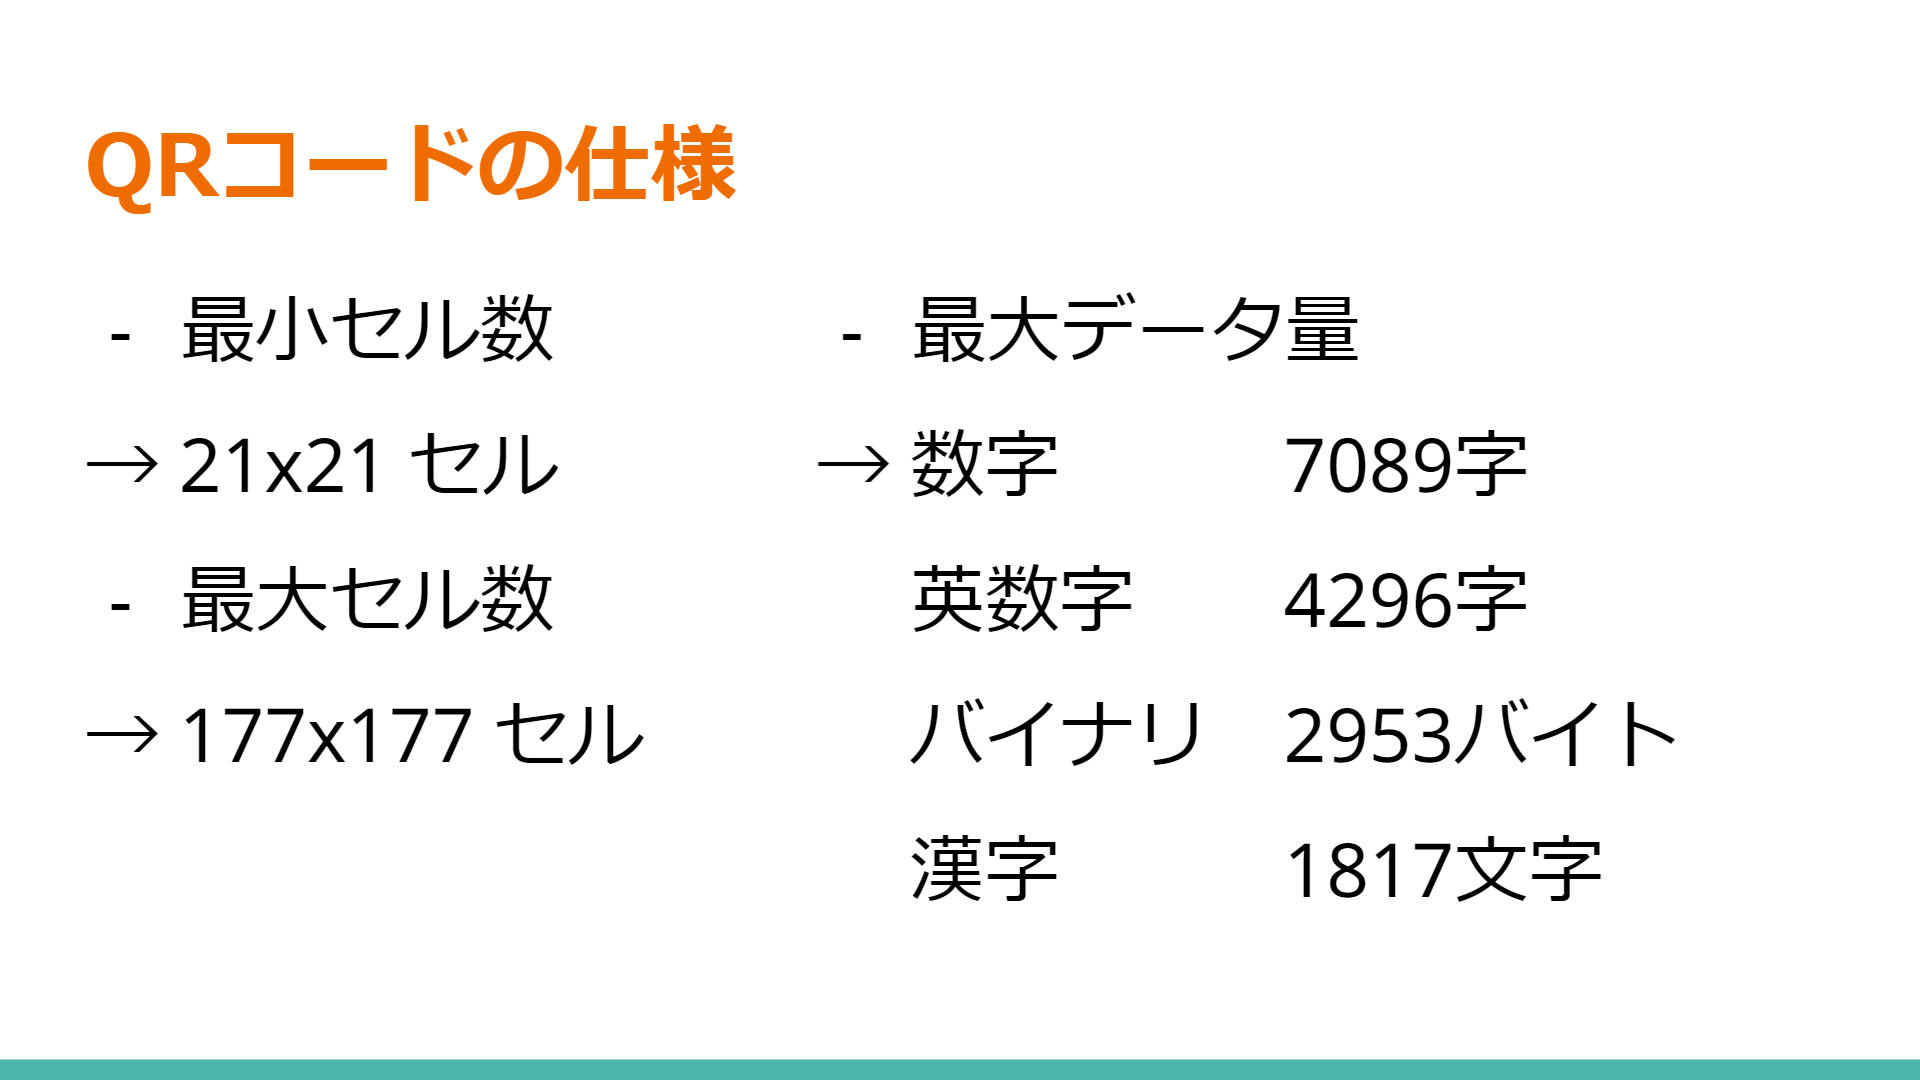 QRコードの仕様
- 最小セル数
→ 21x21 セル
- 最大セル数
→ 177x177 セル
- 最大データ量
→ 数字 7089字
英数字 4296字
バイナリ 2953バイト
漢字 1817文字